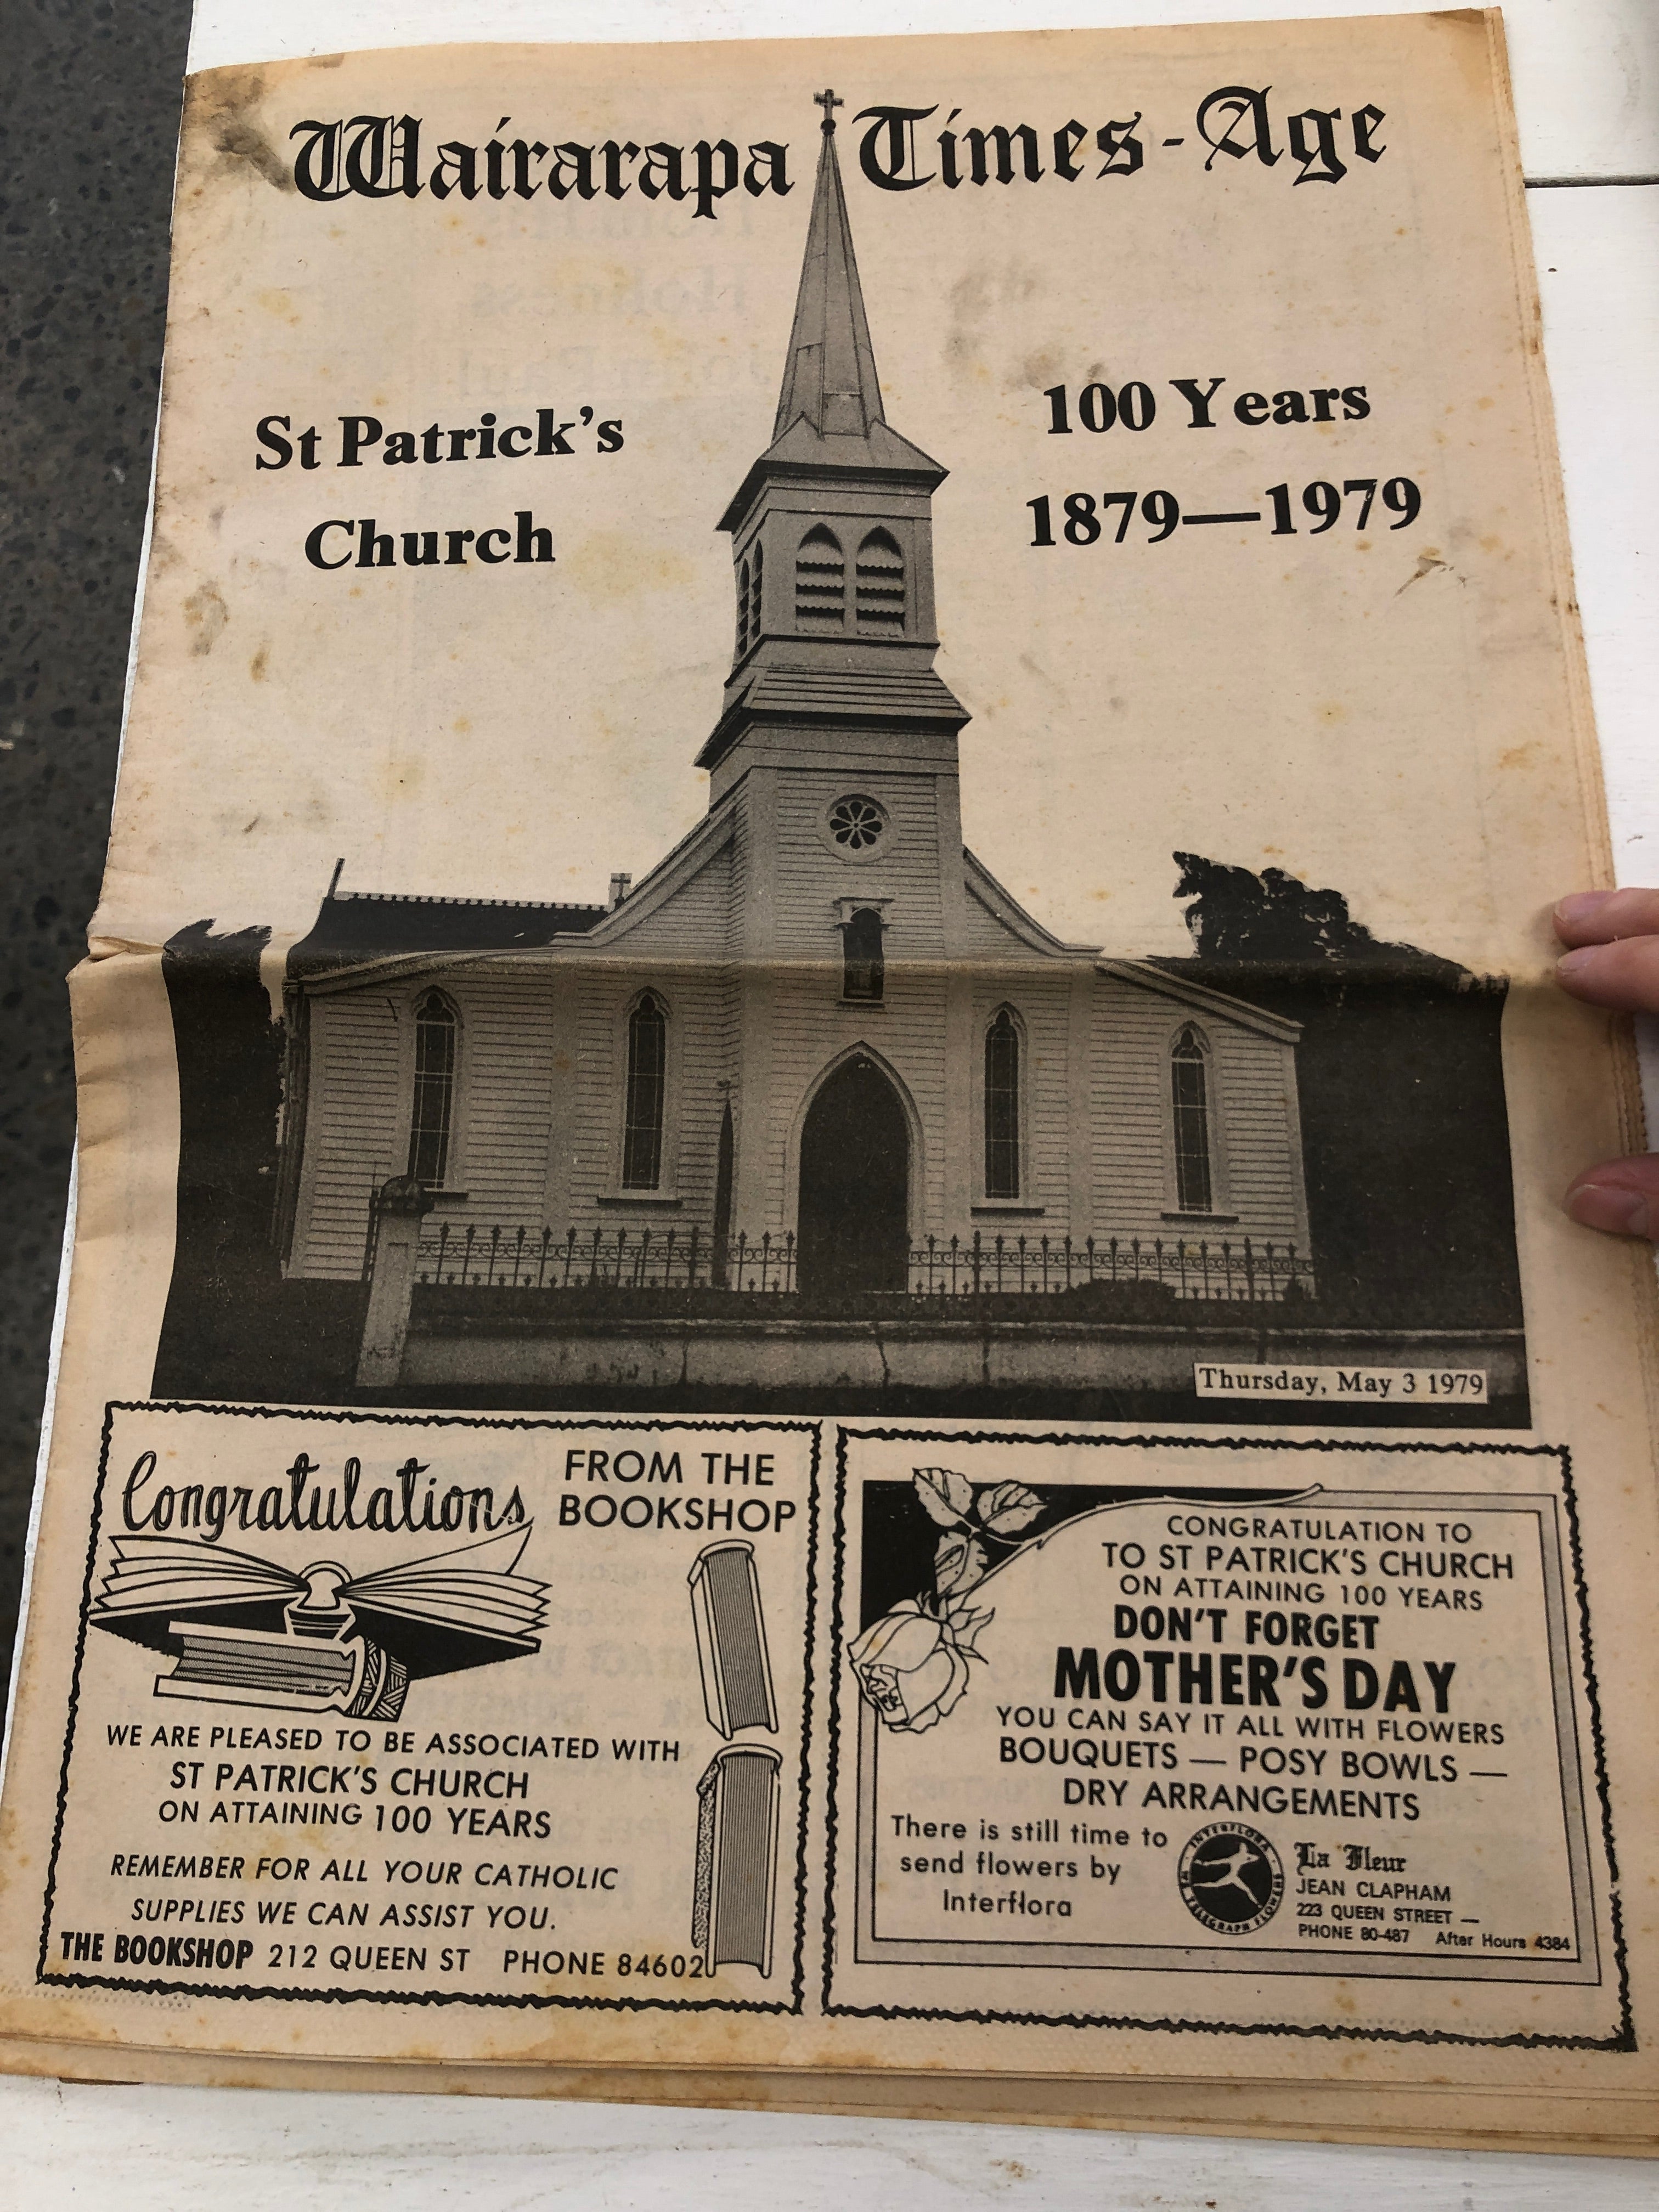 Wairarapa Times-Age
St Patrick's
Church
100 Years
1879—1979
Thursday, May 3 1979
Congratulations
FROM THE
BOOKSHOP
WE ARE PLEASED TO BE ASSOCIATED WITH
ST PATRICK'S CHURCH
ON ATTAINING 100 YEARS
REMEMBER FOR ALL YOUR CATHOLIC
SUPPLIES WE CAN ASSIST YOU.
THE BOOKSHOP 212 QUEEN ST PHONE 84602
CONGRATULATION TO
TO ST PATRICK'S CHURCH
ON ATTAINING 100 YEARS
DON'T FORGET
MOTHER'S DAY
YOU CAN SAY IT ALL WITH FLOWERS
BOUQUETS — POSY BOWLS —
DRY ARRANGEMENTS
There is still time to
send flowers by
Interflora
INTERFLORA
WE TELEGRAPH FLOWERS
La Fleur
JEAN CLAPHAM
223 QUEEN STREET —
PHONE 80-487 After Hours 4384